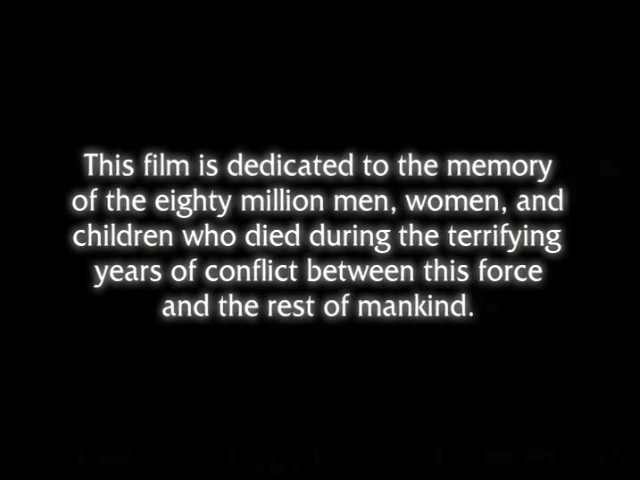 This film is dedicated to the memory
of the eighty million men, women, and
children who died during the terrifying
years of conflict between this force
and the rest of mankind.